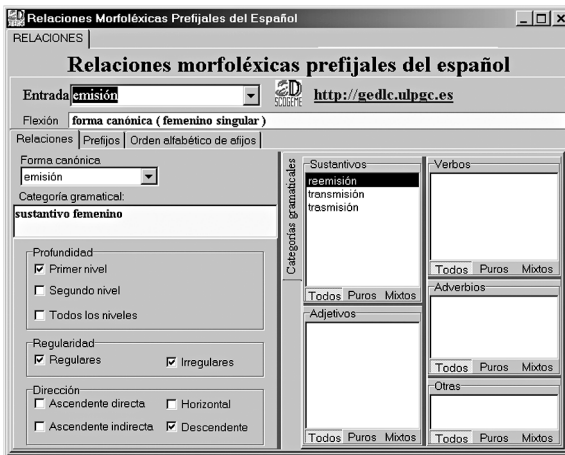 Relaciones Morfoléxicas Prefijales del Español
RELACIONES
Relaciones morfoléxicas prefijales del español
Entrada emisión
SCOGEME
http://gedlc.ulpgc.es
Flexión forma canónica ( femenino singular )
Relaciones Prefijos Orden alfabético de afijos
Forma canónica
emisión
Categoría gramatical:
sustantivo femenino
Profundidad
Primer nivel
Segundo nivel
Todos los niveles
Regularidad
Regulares Irregulares
Dirección
Ascendente directa Horizontal
Ascendente indirecta Descendente
Categorías gramaticales
Sustantivos
reemisión
transmisión
trasmisión
Todos Puros Mixtos
Adjetivos
Todos Puros Mixtos
Verbos
Todos Puros Mixtos
Adverbios
Todos Puros Mixtos
Otras
Todos Puros Mixtos